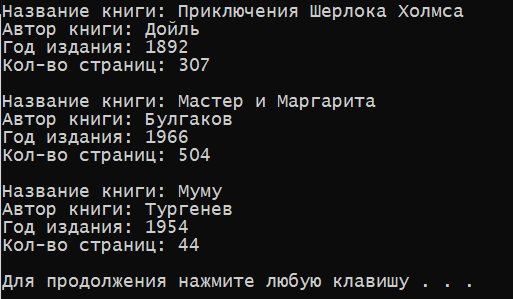 Название книги: Приключения Шерлока Холмса
Автор книги: Дойль
Год издания: 1892
Кол-во страниц: 307
Название книги: Мастер и Маргарита
Автор книги: Булгаков
Год издания: 1966
Кол-во страниц: 504
Название книги: Муму
Автор книги: Тургенев
Год издания: 1954
Кол-во страниц: 44
Для продолжения нажмите любую клавишу . . .